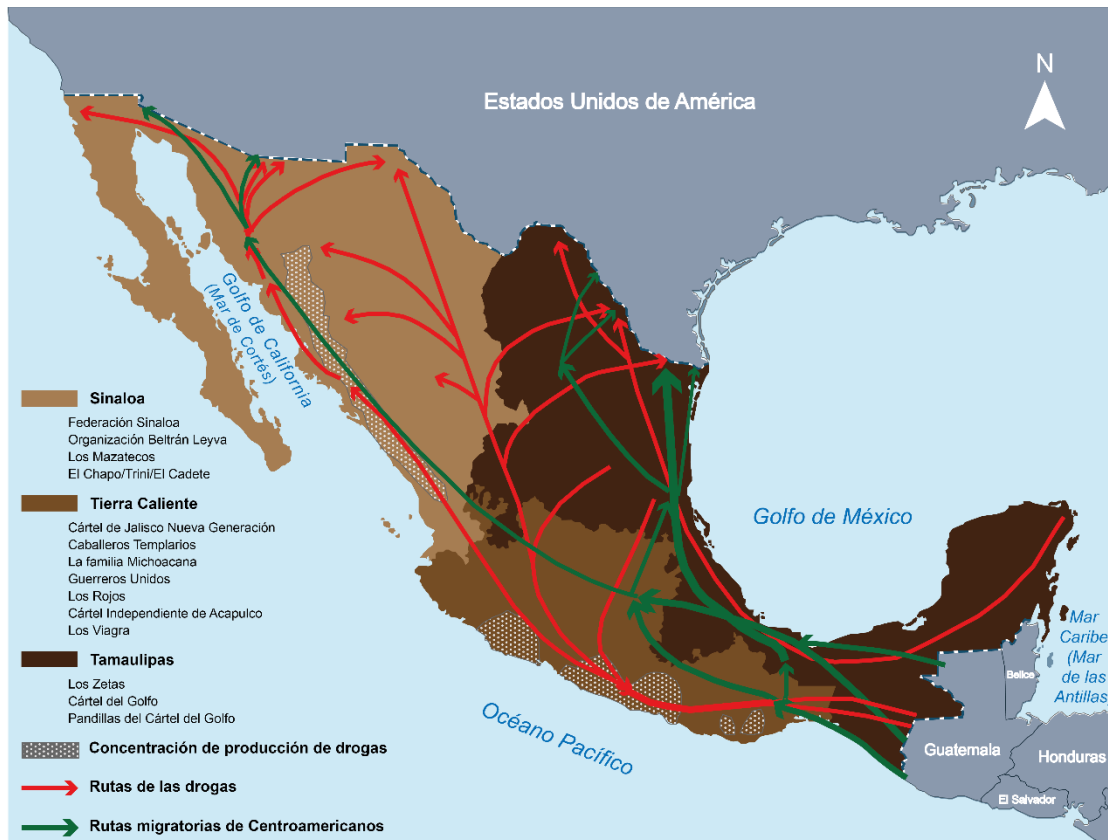 N
Estados Unidos de América
Golfo de California
(Mar de Cortés)
Sinaloa
Federación Sinaloa
Organización Beltrán Leyva
Los Mazatecos
El Chapo/Trini/El Cadete
Tierra Caliente
Cártel de Jalisco Nueva Generación
Caballeros Templarios
La familia Michoacana
Guerreros Unidos
Los Rojos
Cártel Independiente de Acapulco
Los Viagra
Tamaulipas
Los Zetas
Cártel del Golfo
Pandillas del Cártel del Golfo
Concentración de producción de drogas
Rutas de las drogas
Rutas migratorias de Centroamericanos
Golfo de México
Océano Pacífico
Mar
Caribe
(Mar
de las
Antillas)
Belice
Guatemala
Honduras
El Salvador